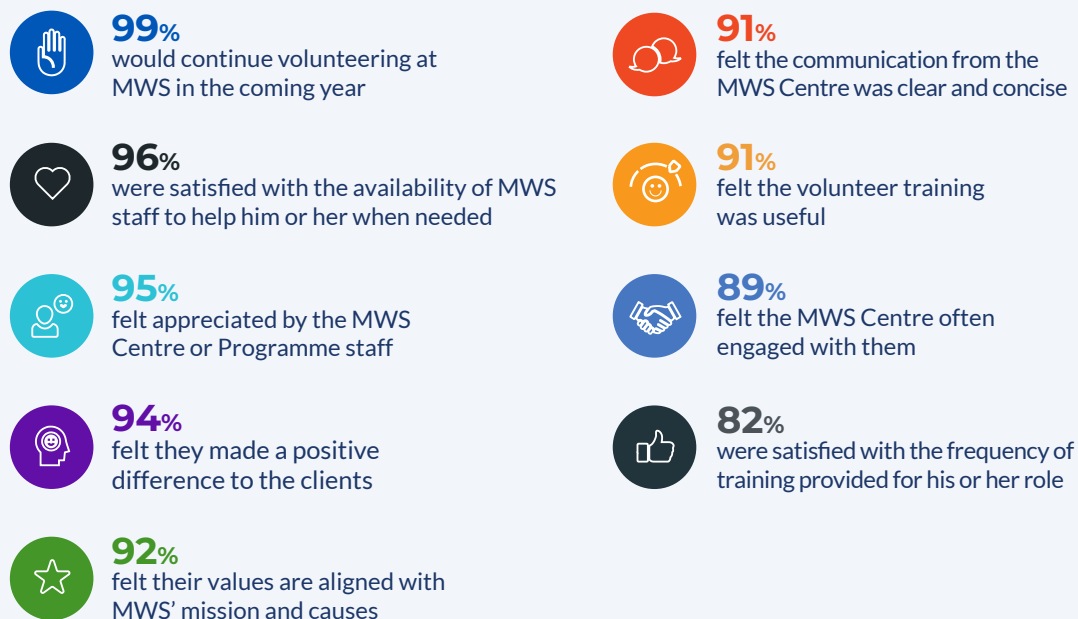 99%
would continue volunteering at
MWS in the coming year
96%
were satisfied with the availability of MWS
staff to help him or her when needed
95%
felt appreciated by the MWS
Centre or Programme staff
94%
felt they made a positive
difference to the clients
92%
felt their values are aligned with
MWS’ mission and causes
91%
felt the communication from the
MWS Centre was clear and concise
91%
felt the volunteer training
was useful
89%
felt the MWS Centre often
engaged with them
82%
were satisfied with the frequency of
training provided for his or her role